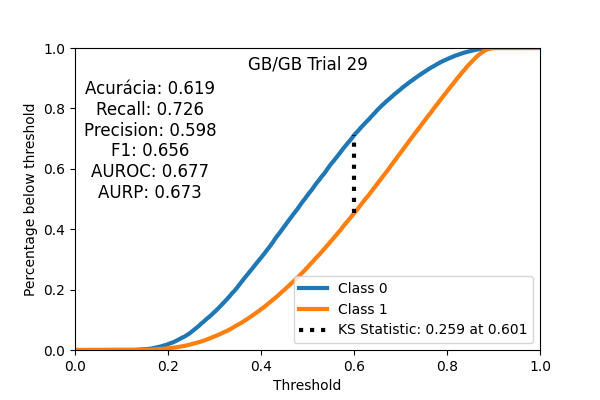 GB/GB Trial 29
Acurácia: 0.619
Recall: 0.726
Precision: 0.598
F1: 0.656
AUROC: 0.677
AURP: 0.673
Percentage below threshold
1.0
0.8
0.6
0.4
0.2
0.0
Class 0
Class 1
KS Statistic: 0.259 at 0.601
0.0 0.2 0.4 0.6 0.8 1.0
Threshold